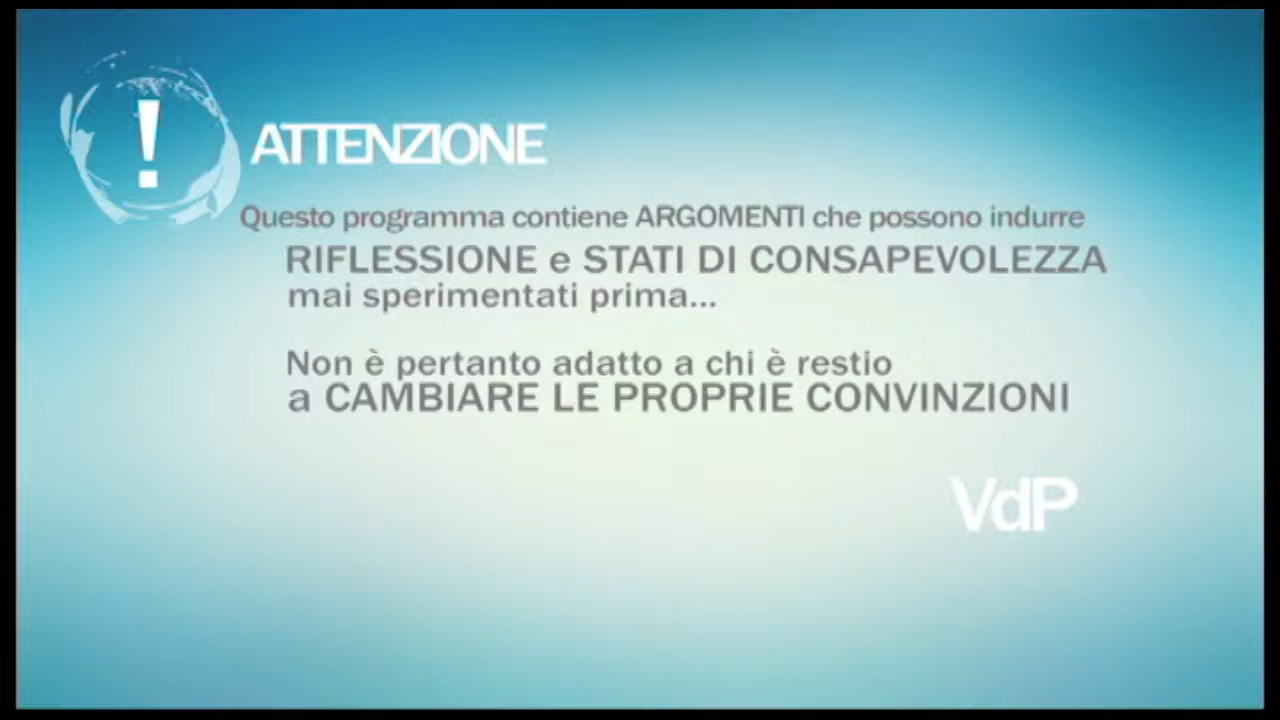 !
ATTENZIONE
Questo programma contiene ARGOMENTI che possono indurre
RIFLESSIONE e STATI DI CONSAPEVOLEZZA
mai sperimentati prima...
Non è pertanto adatto a chi è restio
a CAMBIARE LE PROPRIE CONVINZIONI
VdP